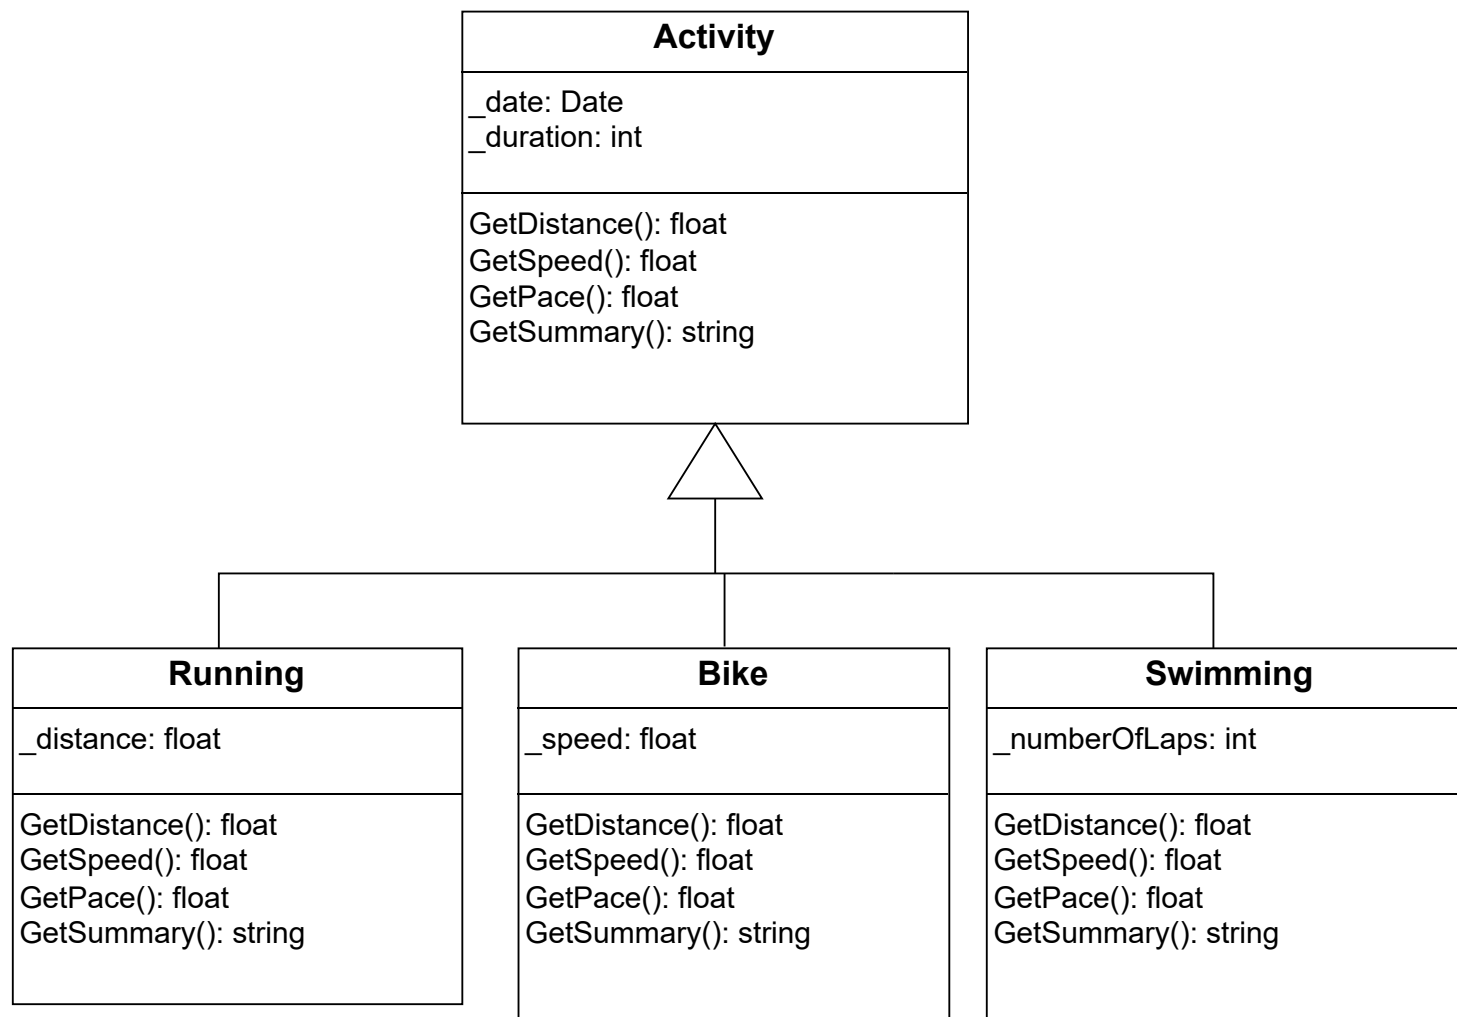 Activity
_date: Date
_duration: int
GetDistance(): float
GetSpeed(): float
GetPace(): float
GetSummary(): string
Running
_distance: float
GetDistance(): float
GetSpeed(): float
GetPace(): float
GetSummary(): string
Bike
_speed: float
GetDistance(): float
GetSpeed(): float
GetPace(): float
GetSummary(): string
Swimming
_numberOfLaps: int
GetDistance(): float
GetSpeed(): float
GetPace(): float
GetSummary(): string